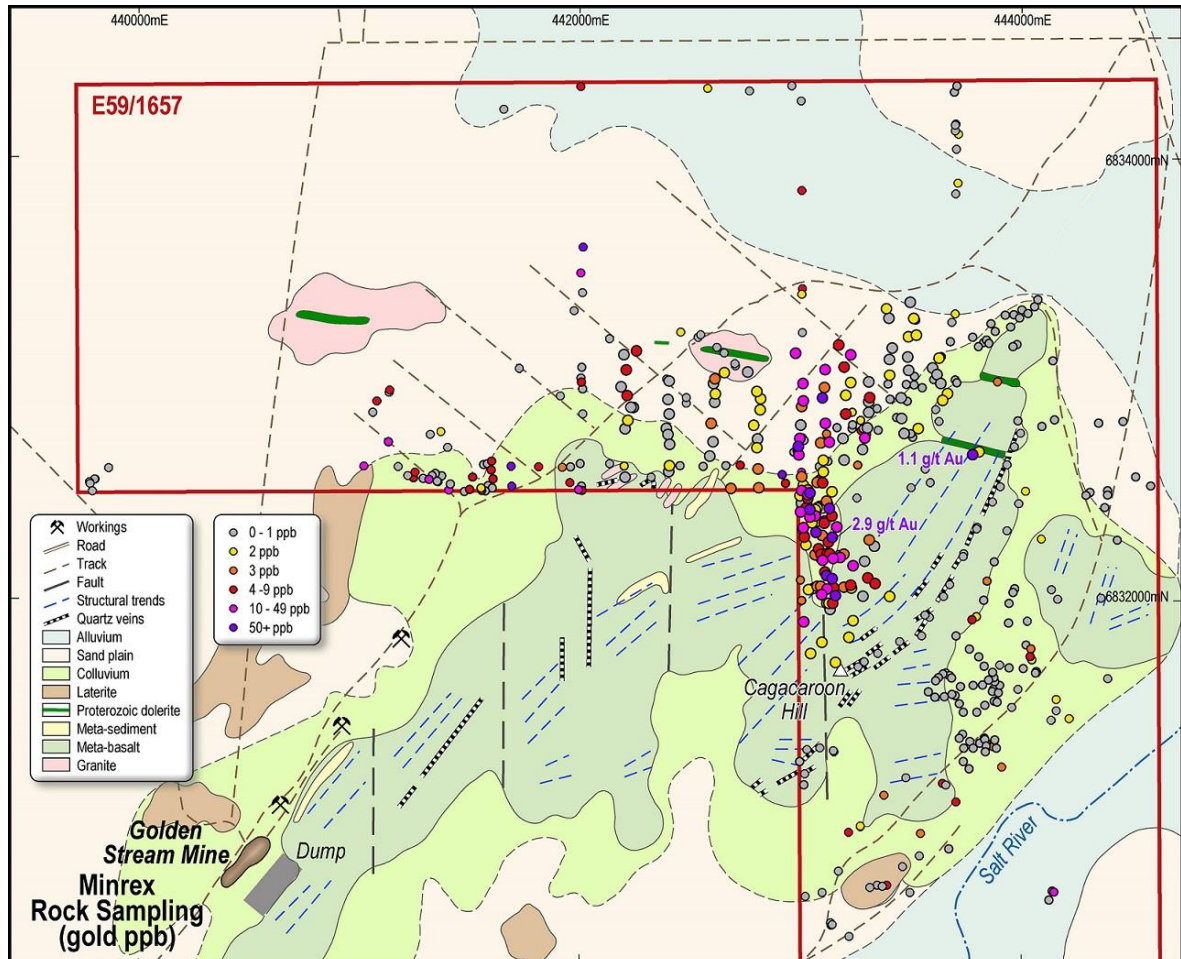 440000mE
442000mE
444000mE
E59/1657
6834000mN
1.1 g/t Au
2.9 g/t Au
Workings
Road
Track
Fault
Structural trends
Quartz veins
Alluvium
Sand plain
Colluvium
Laterite
Proterozoic dolerite
Meta-sediment
Meta-basalt
Granite
0 - 1 ppb
2 ppb
3 ppb
4 -9 ppb
10 - 49 ppb
50+ ppb
6832000mN
Cagacaroon
Hill
Golden
Stream Mine
Dump
Salt River
Minrex
Rock Sampling
(gold ppb)